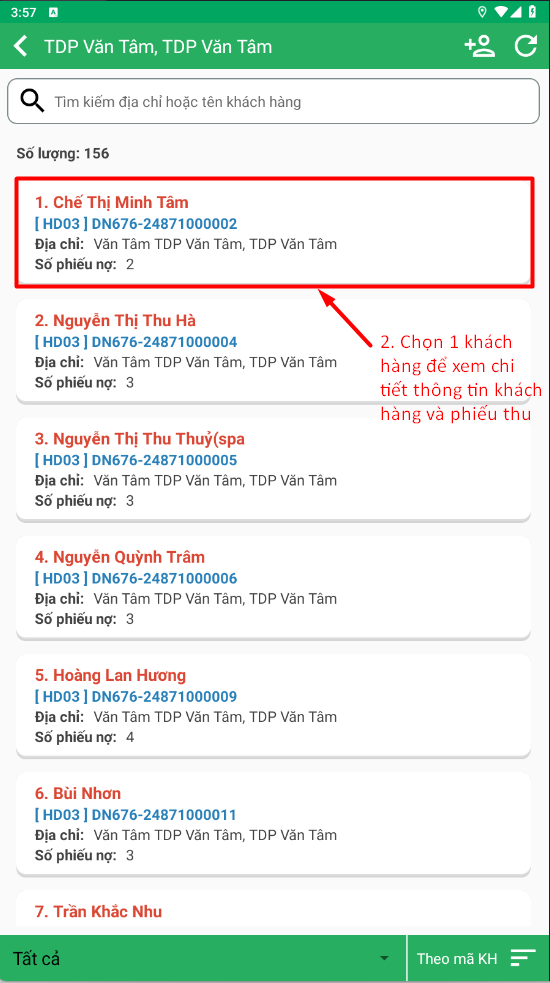 3:57
TDP Văn Tâm, TDP Văn Tâm
Tìm kiếm địa chỉ hoặc tên khách hàng
Số lượng: 156
1. Chế Thị Minh Tâm
[ HD03 ] DN676-24871000002
Địa chỉ: Văn Tâm TDP Văn Tâm, TDP Văn Tâm
Số phiếu nợ: 2
2. Nguyễn Thị Thu Hà
[ HD03 ] DN676-24871000004
Địa chỉ: Văn Tâm TDP Văn Tâm, TDP Văn Tâm
Số phiếu nợ: 3
2. Chọn 1 khách
hàng để xem chi
tiết thông tin khách
hàng và phiếu thu
3. Nguyễn Thị Thu Thuỷ(spa
[ HD03 ] DN676-24871000005
Địa chỉ: Văn Tâm TDP Văn Tâm, TDP Văn Tâm
Số phiếu nợ: 3
4. Nguyễn Quỳnh Trâm
[ HD03 ] DN676-24871000006
Địa chỉ: Văn Tâm TDP Văn Tâm, TDP Văn Tâm
Số phiếu nợ: 3
5. Hoàng Lan Hương
[ HD03 ] DN676-24871000009
Địa chỉ: Văn Tâm TDP Văn Tâm, TDP Văn Tâm
Số phiếu nợ: 4
6. Bùi Nhơn
[ HD03 ] DN676-24871000011
Địa chỉ: Văn Tâm TDP Văn Tâm, TDP Văn Tâm
Số phiếu nợ: 3
7. Trần Khắc Nhu
Tất cả
Theo mã KH